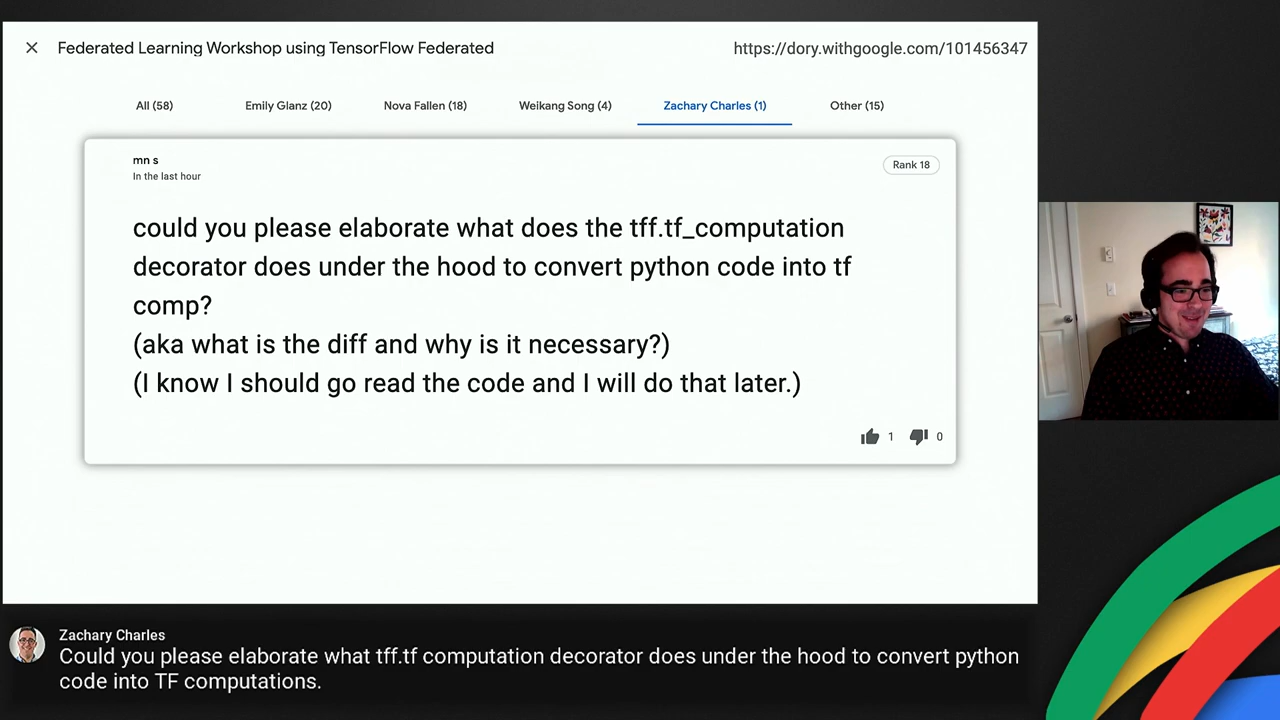 Federated Learning Workshop using TensorFlow Federated
https://dory.withgoogle.com/101456347
All (58)
Emily Glanz (20)
Nova Fallen (18)
Weikang Song (4)
Zachary Charles (1)
Other (15)
mn s
In the last hour
Rank 18
could you please elaborate what does the tff.tf_computation
decorator does under the hood to convert python code into tf
comp?
(aka what is the diff and why is it necessary?)
(I know I should go read the code and I will do that later.)
1
0
Zachary Charles
Could you please elaborate what tff.tf computation decorator does under the hood to convert python
code into TF computations.